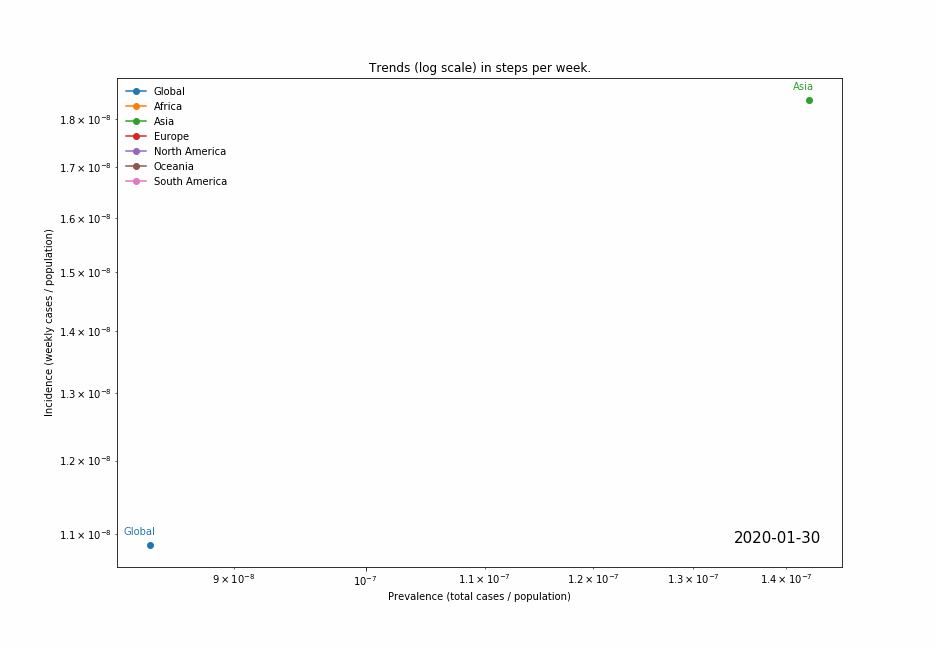 Trends (log scale) in steps per week.
Global
Africa
Asia
Europe
North America
Oceania
South America
Asia
1.8 × 10⁻⁸
1.7 × 10⁻⁸
1.6 × 10⁻⁸
1.5 × 10⁻⁸
1.4 × 10⁻⁸
1.3 × 10⁻⁸
1.2 × 10⁻⁸
1.1 × 10⁻⁸
Incidence (weekly cases / population)
Global
2020-01-30
9 × 10⁻⁸
10⁻⁷
1.1 × 10⁻⁷
1.2 × 10⁻⁷
1.3 × 10⁻⁷
1.4 × 10⁻⁷
Prevalence (total cases / population)